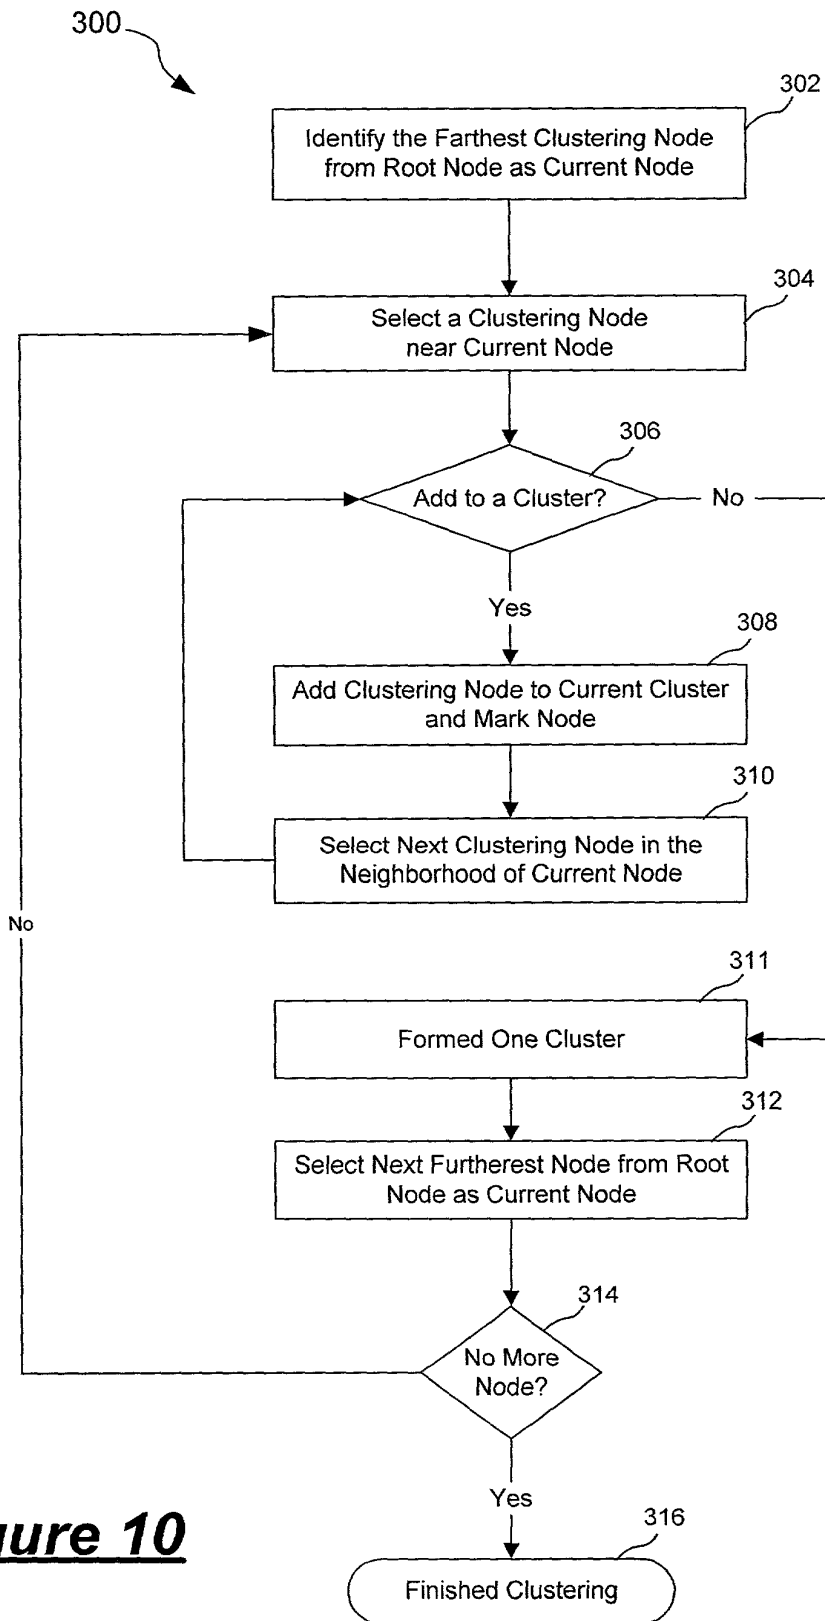 300
302
Identify the Farthest Clustering Node
from Root Node as Current Node
304
Select a Clustering Node
near Current Node
306
Add to a Cluster?
No
Yes
308
Add Clustering Node to Current Cluster
and Mark Node
310
Select Next Clustering Node in the
Neighborhood of Current Node
No
311
Formed One Cluster
312
Select Next Furtherest Node from Root
Node as Current Node
314
No More
Node?
Yes
gure 10
316
Finished Clustering